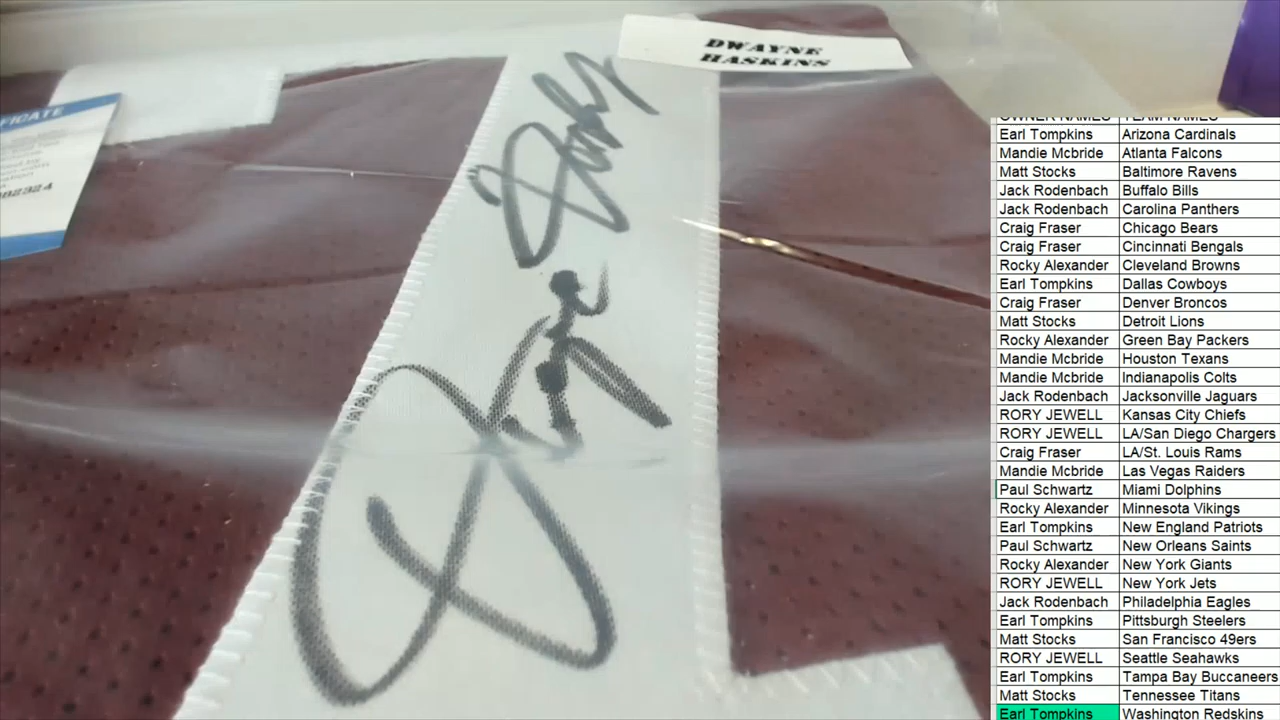 DWAYNE
HASKINS
FICATE
OWNER NAMES TEAM NAMES
Earl Tompkins Arizona Cardinals
Mandie Mcbride Atlanta Falcons
Matt Stocks Baltimore Ravens
Jack Rodenbach Buffalo Bills
Jack Rodenbach Carolina Panthers
Craig Fraser Chicago Bears
Craig Fraser Cincinnati Bengals
Rocky Alexander Cleveland Browns
Earl Tompkins Dallas Cowboys
Craig Fraser Denver Broncos
Matt Stocks Detroit Lions
Rocky Alexander Green Bay Packers
Mandie Mcbride Houston Texans
Mandie Mcbride Indianapolis Colts
Jack Rodenbach Jacksonville Jaguars
RORY JEWELL Kansas City Chiefs
RORY JEWELL LA/San Diego Chargers
Craig Fraser LA/St. Louis Rams
Mandie Mcbride Las Vegas Raiders
Paul Schwartz Miami Dolphins
Rocky Alexander Minnesota Vikings
Earl Tompkins New England Patriots
Paul Schwartz New Orleans Saints
Rocky Alexander New York Giants
RORY JEWELL New York Jets
Jack Rodenbach Philadelphia Eagles
Earl Tompkins Pittsburgh Steelers
Matt Stocks San Francisco 49ers
RORY JEWELL Seattle Seahawks
Earl Tompkins Tampa Bay Buccaneers
Matt Stocks Tennessee Titans
Earl Tompkins Washington Redskins